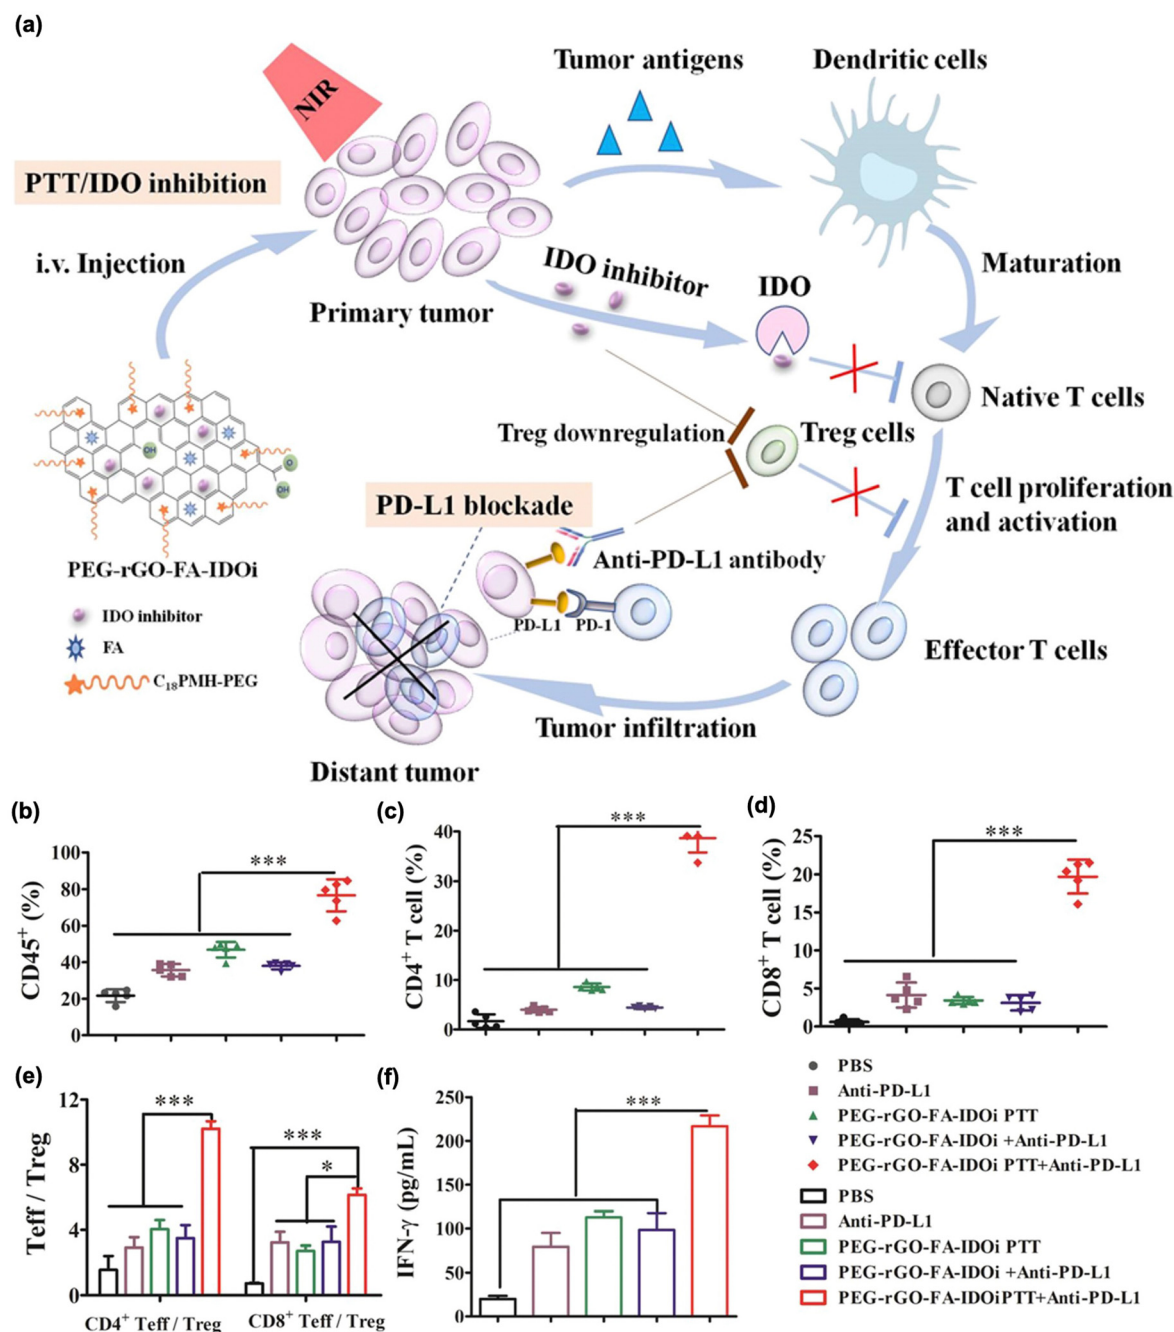 (a)
NIR
Tumor antigens
Dendritic cells
PTT/IDO inhibition
i.v. Injection
IDO inhibitor
IDO
Maturation
Primary tumor
Native T cells
Treg downregulation
Treg cells
OH
O
OH
PD-L1 blockade
T cell proliferation
and activation
Anti-PD-L1 antibody
PEG-rGO-FA-IDOi
IDO inhibitor
PD-L1
PD-1
FA
Effector T cells
C18PMH-PEG
Tumor infiltration
Distant tumor
(b)
***
CD45+ (%)
100
80
60
40
20
0
(c)
***
CD4+ T cell (%)
40
30
20
10
0
(d)
***
CD8+ T cell (%)
25
20
15
10
5
0
PBS
Anti-PD-L1
PEG-rGO-FA-IDOi PTT
PEG-rGO-FA-IDOi +Anti-PD-L1
PEG-rGO-FA-IDOi PTT+Anti-PD-L1
(e)
***
***
*
Teff / Treg
12
8
4
0
CD4+ Teff / Treg
CD8+ Teff / Treg
(f)
***
IFN-γ (pg/mL)
250
200
150
100
50
0
PBS
Anti-PD-L1
PEG-rGO-FA-IDOi PTT
PEG-rGO-FA-IDOi +Anti-PD-L1
PEG-rGO-FA-IDOiPTT+Anti-PD-L1